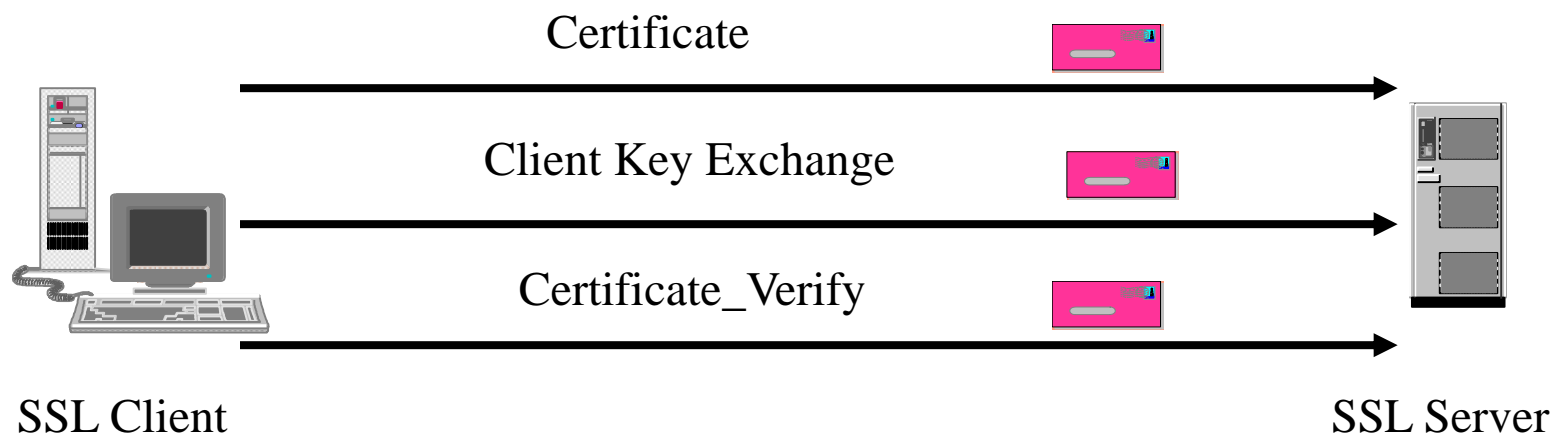 Certificate
Client Key Exchange
Certificate_Verify
SSL Client
SSL Server